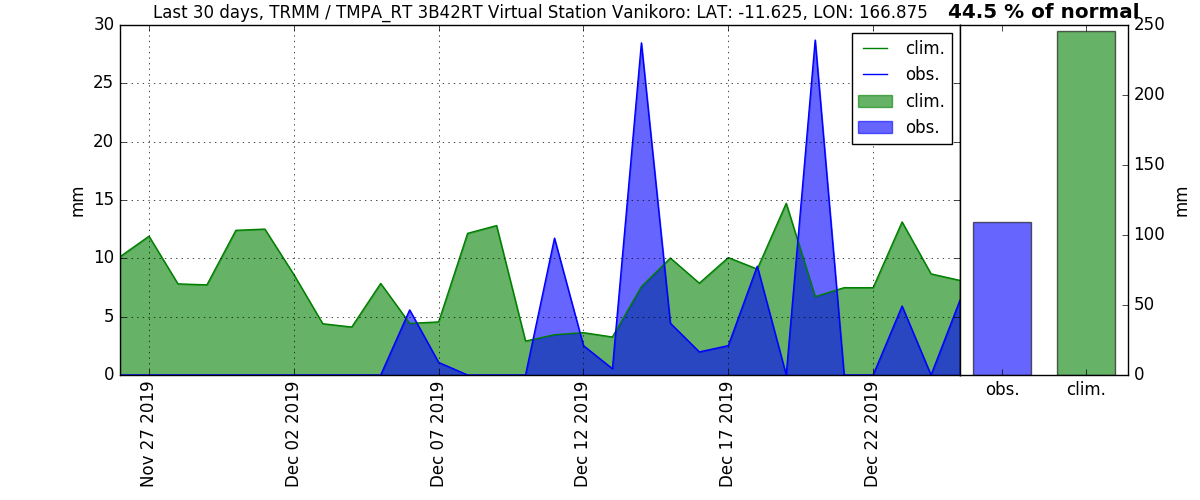 Last 30 days, TRMM / TMPA_RT 3B42RT Virtual Station Vanikoro: LAT: -11.625, LON: 166.875
44.5 % of normal
30
25
20
15
10
5
0
mm
clim.
obs.
clim.
obs.
Nov 27 2019
Dec 02 2019
Dec 07 2019
Dec 12 2019
Dec 17 2019
Dec 22 2019
250
200
150
100
50
0
mm
obs.
clim.